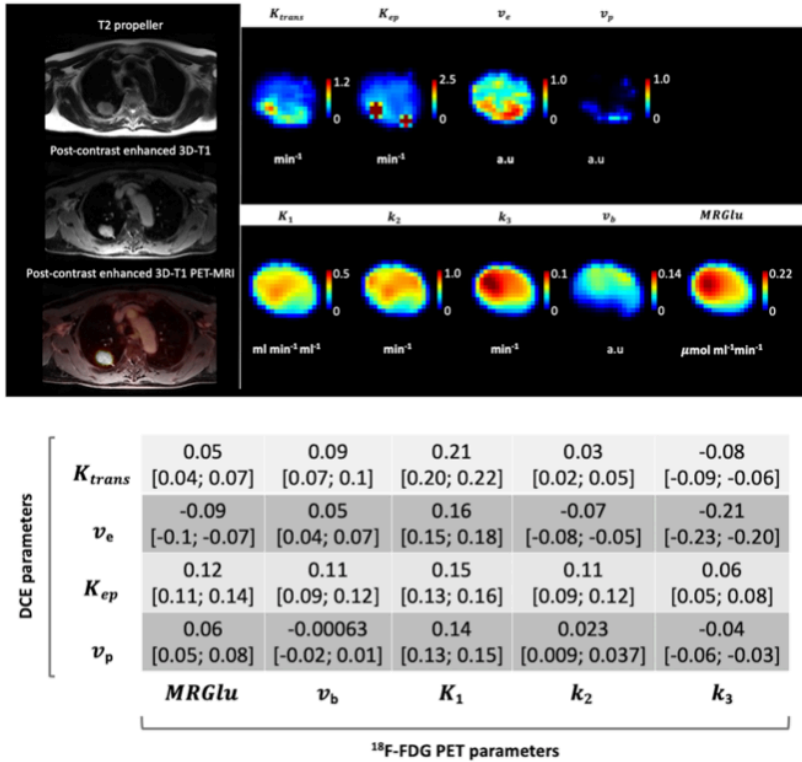 T2 propeller
Post-contrast enhanced 3D-T1
Post-contrast enhanced 3D-T1 PET-MRI
K_trans K_ep v_e v_p
1.2 2.5 1.0 1.0
0 0 0 0
min⁻¹ min⁻¹ a.u a.u
K₁ k₂ k₃ v_b MRGlu
0.5 1.0 0.1 0.14 0.22
0 0 0 0 0
ml min⁻¹ ml⁻¹ min⁻¹ min⁻¹ a.u μmol ml⁻¹min⁻¹
DCE parameters
K_trans
0.05 0.09 0.21 0.03 -0.08
[0.04; 0.07] [0.07; 0.1] [0.20; 0.22] [0.02; 0.05] [-0.09; -0.06]
v_e
-0.09 0.05 0.16 -0.07 -0.21
[-0.1; -0.07] [0.04; 0.07] [0.15; 0.18] [-0.08; -0.05] [-0.23; -0.20]
K_ep
0.12 0.11 0.15 0.11 0.06
[0.11; 0.14] [0.09; 0.12] [0.13; 0.16] [0.09; 0.12] [0.05; 0.08]
v_p
0.06 -0.00063 0.14 0.023 -0.04
[0.05; 0.08] [-0.02; 0.01] [0.13; 0.15] [0.009; 0.037] [-0.06; -0.03]
MRGlu v_b K₁ k₂ k₃
¹⁸F-FDG PET parameters